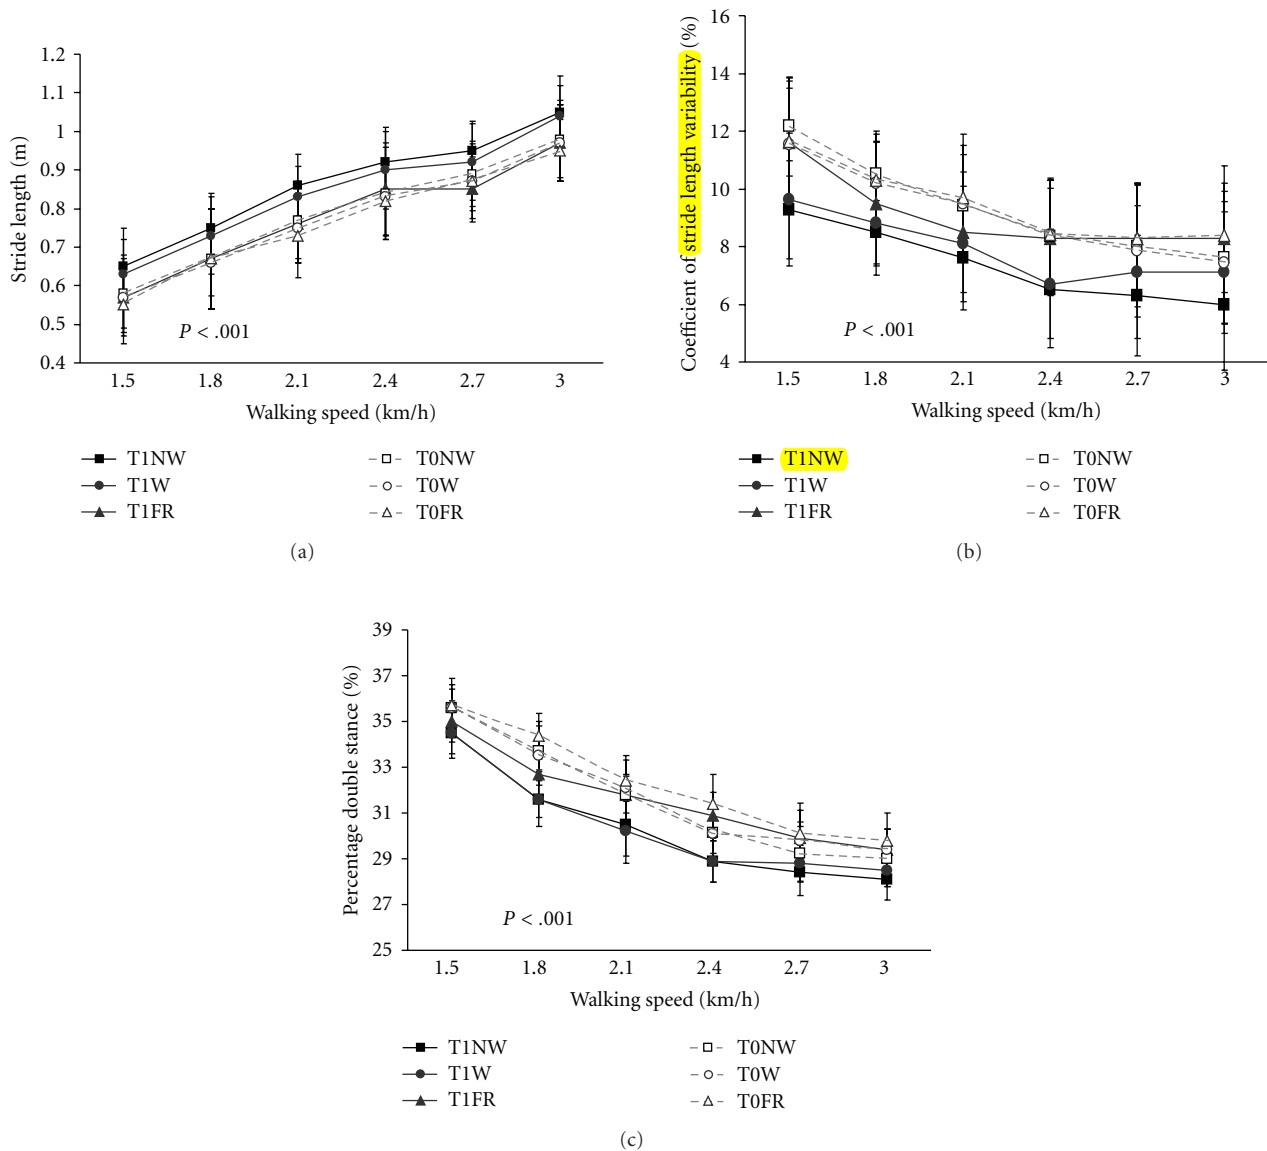 1.2
1.1
1
0.9
0.8
0.7
0.6
0.5
0.4
Stride length (m)
P < .001
1.5 1.8 2.1 2.4 2.7 3
Walking speed (km/h)
T1NW T0NW
T1W T0W
T1FR T0FR
(a)
16
14
12
10
8
6
4
Coefficient of stride length variability (%)
P < .001
1.5 1.8 2.1 2.4 2.7 3
Walking speed (km/h)
T1NW T0NW
T1W T0W
T1FR T0FR
(b)
39
37
35
33
31
29
27
25
Percentage double stance (%)
P < .001
1.5 1.8 2.1 2.4 2.7 3
Walking speed (km/h)
T1NW T0NW
T1W T0W
T1FR T0FR
(c)